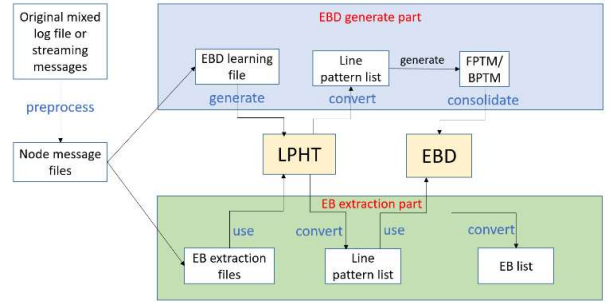 Original mixed
log file or
streaming
messages
preprocess
Node message
files
EBD generate part
EBD learning
file
generate
Line
pattern list
convert
generate
FPTM/
BPTM
consolidate
LPHT
EBD
EB extraction part
use
convert
use
convert
EB extraction
files
Line
pattern list
EB list